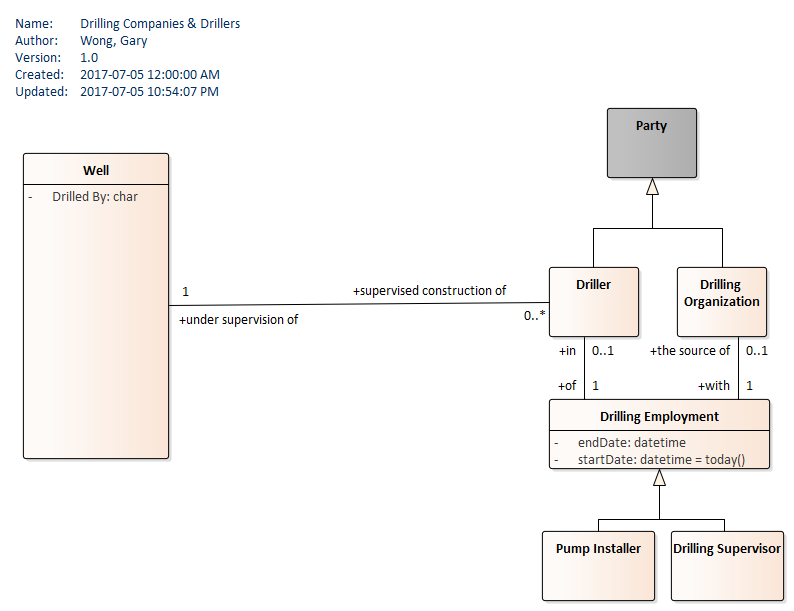 Name: Drilling Companies & Drillers
Author: Wong, Gary
Version: 1.0
Created: 2017-07-05 12:00:00 AM
Updated: 2017-07-05 10:54:07 PM
Party
Well
- Drilled By: char
Driller
Drilling
Organization
1
+supervised construction of
+under supervision of
0..*
+in 0..1
+the source of 0..1
+of 1
+with 1
Drilling Employment
- endDate: datetime
- startDate: datetime = today()
Pump Installer
Drilling Supervisor